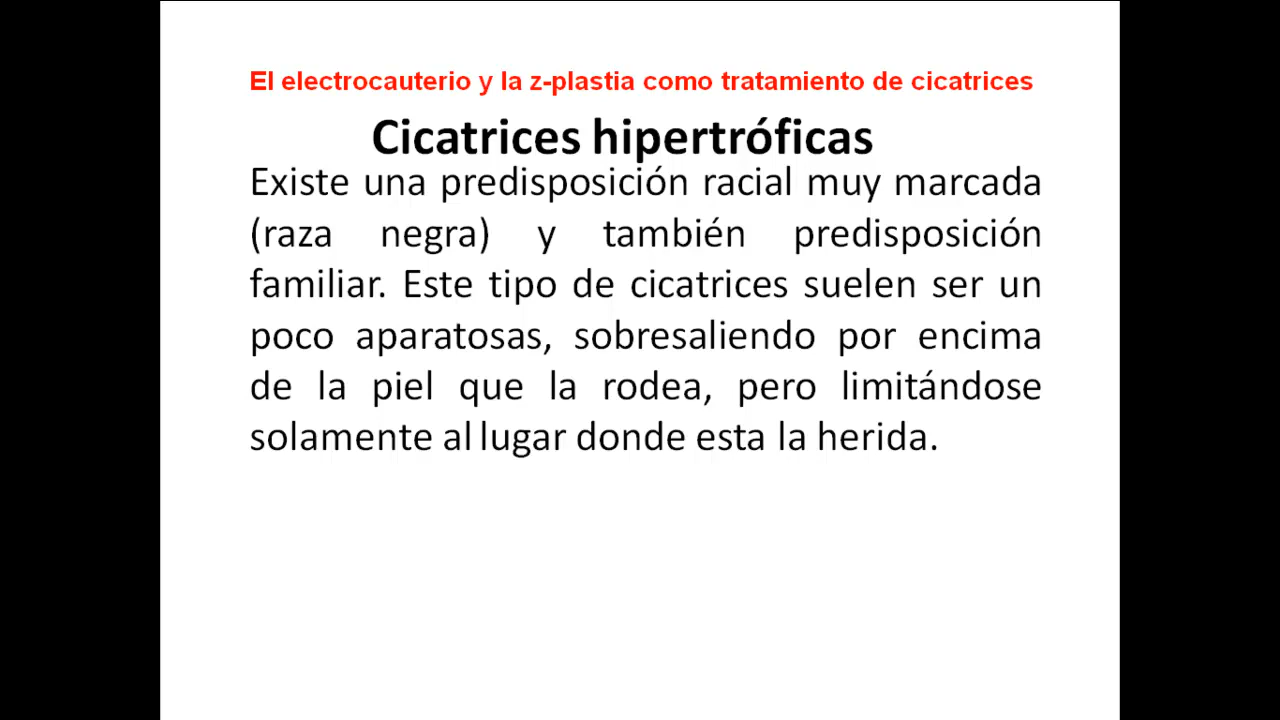 El electrocauterio y la z-plastia como tratamiento de cicatrices
Cicatrices hipertróficas
Existe una predisposición racial muy marcada
(raza negra) y también predisposición
familiar. Este tipo de cicatrices suelen ser un
poco aparatosas, sobresaliendo por encima
de la piel que la rodea, pero limitándose
solamente al lugar donde esta la herida.